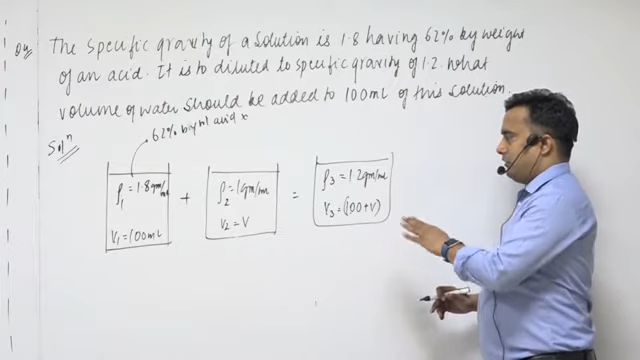 Qy. The specific gravity of a solution is 1.8 having 62% by weight
of an acid. It is to diluted to specific gravity of 1.2. What
volume of water should be added to 100mL of this solution.
Solⁿ
62% by wt acid x
ρ₁ = 1.8gm/ml
V₁ = 100mL
+
ρ₂ = 1gm/ml
V₂ = V
=
ρ₃ = 1.2gm/ml
V₃ = (100+V)